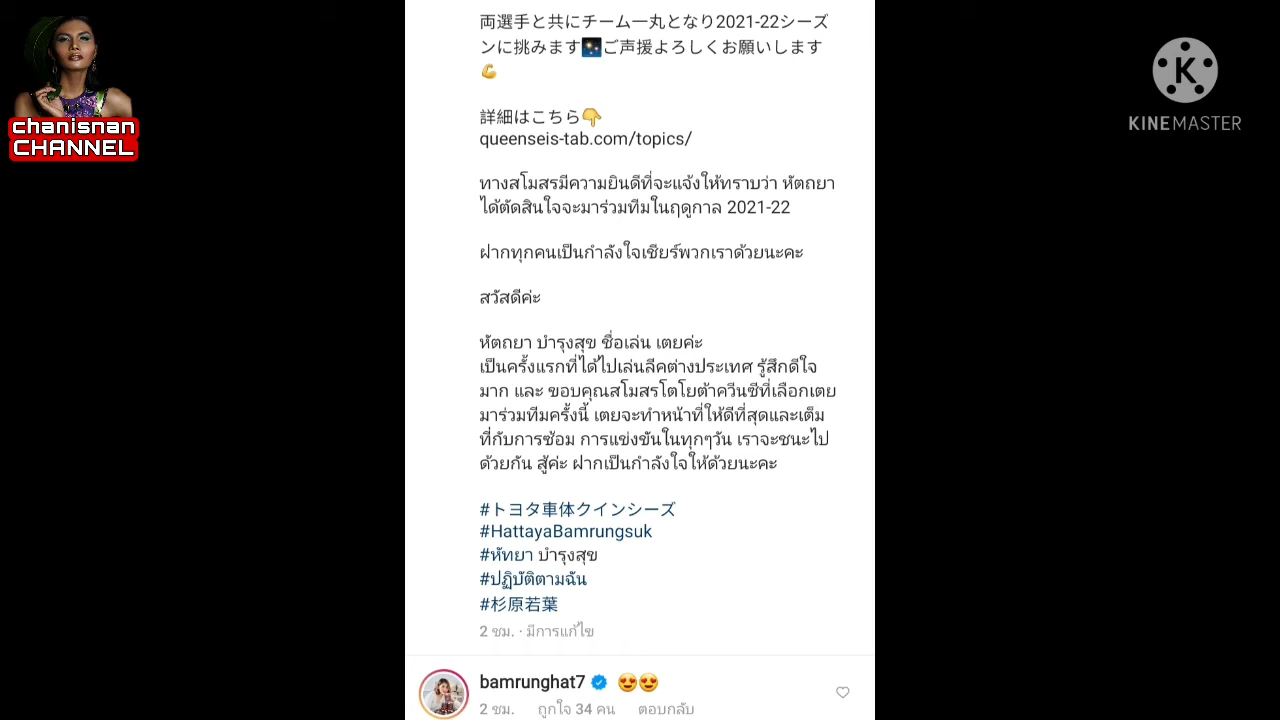 chanisnan
CHANNEL
K
KINEMASTER
両選手と共にチーム一丸となり2021-22シーズ
ンに挑みます🎇ご声援よろしくお願いします
💪
詳細はこちら👇
queenseis-tab.com/topics/
ทางสโมสรมีความยินดีที่จะแจ้งให้ทราบว่า หัตถยา
ได้ตัดสินใจจะมาร่วมทีมในฤดูกาล 2021-22
ฝากทุกคนเป็นกำลังใจเชียร์พวกเราด้วยนะคะ
สวัสดีค่ะ
หัตถยา บำรุงสุข ชื่อเล่น เตยค่ะ
เป็นครั้งแรกที่ได้ไปเล่นลีคต่างประเทศ รู้สึกดีใจ
มาก และ ขอบคุณสโมสรโตโยต้าควีนซีที่เลือกเตย
มาร่วมทีมครั้งนี้ เตยจะทำหน้าที่ให้ดีที่สุดและเต็ม
ที่กับการซ้อม การแข่งขันในทุกๆวัน เราจะชนะไป
ด้วยกัน สู้ค่ะ ฝากเป็นกำลังใจให้ด้วยนะคะ
#トヨタ車体クインシーズ
#HattayaBamrungsuk
#หัทยา บำรุงสุข
#ปฏิบัติตามฉัน
#杉原若葉
2 ชม. · มีการแก้ไข
bamrunghat7 😍😍
2 ชม. ถูกใจ 34 คน ตอบกลับ